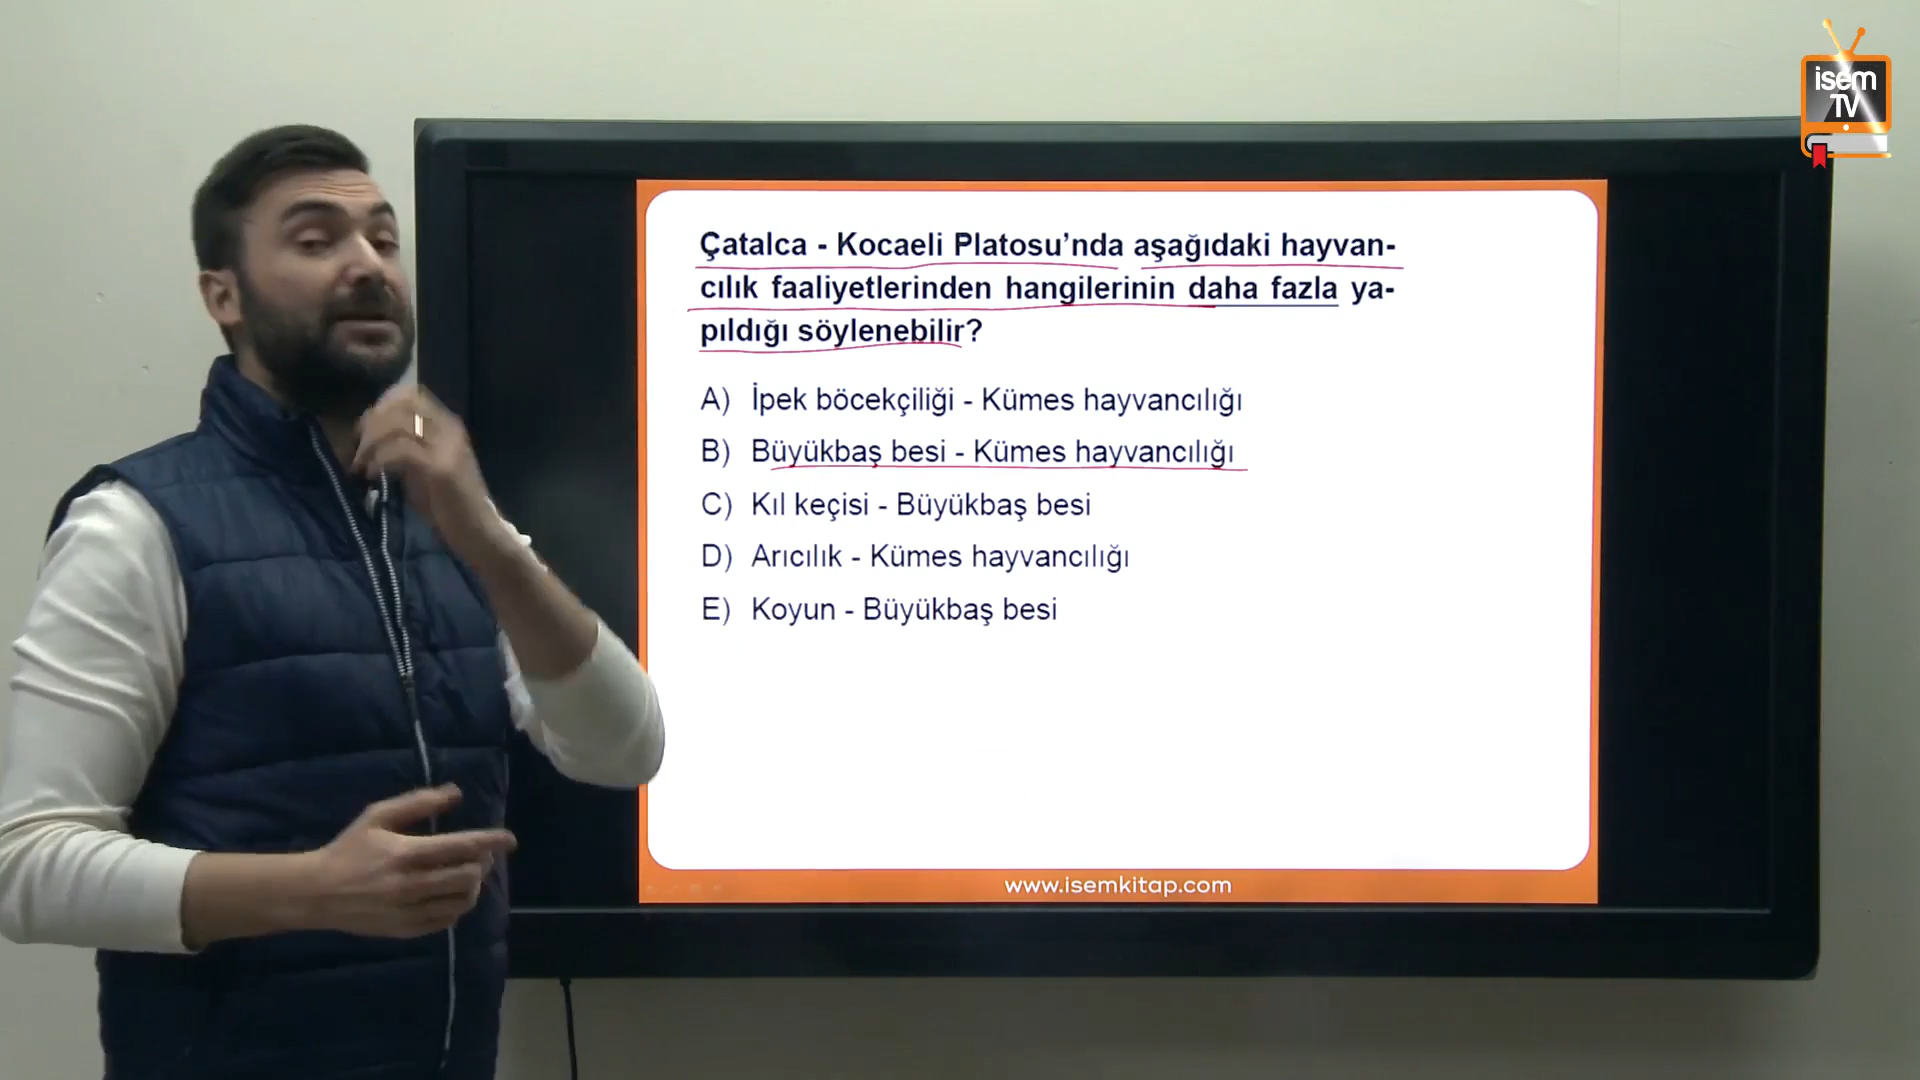 isem
TV
Çatalca - Kocaeli Platosu’nda aşağıdaki hayvan-
cılık faaliyetlerinden hangilerinin daha fazla ya-
pıldığı söylenebilir?
A) İpek böcekçiliği - Kümes hayvancılığı
B) Büyükbaş besi - Kümes hayvancılığı
C) Kıl keçisi - Büyükbaş besi
D) Arıcılık - Kümes hayvancılığı
E) Koyun - Büyükbaş besi
www.isemkitap.com